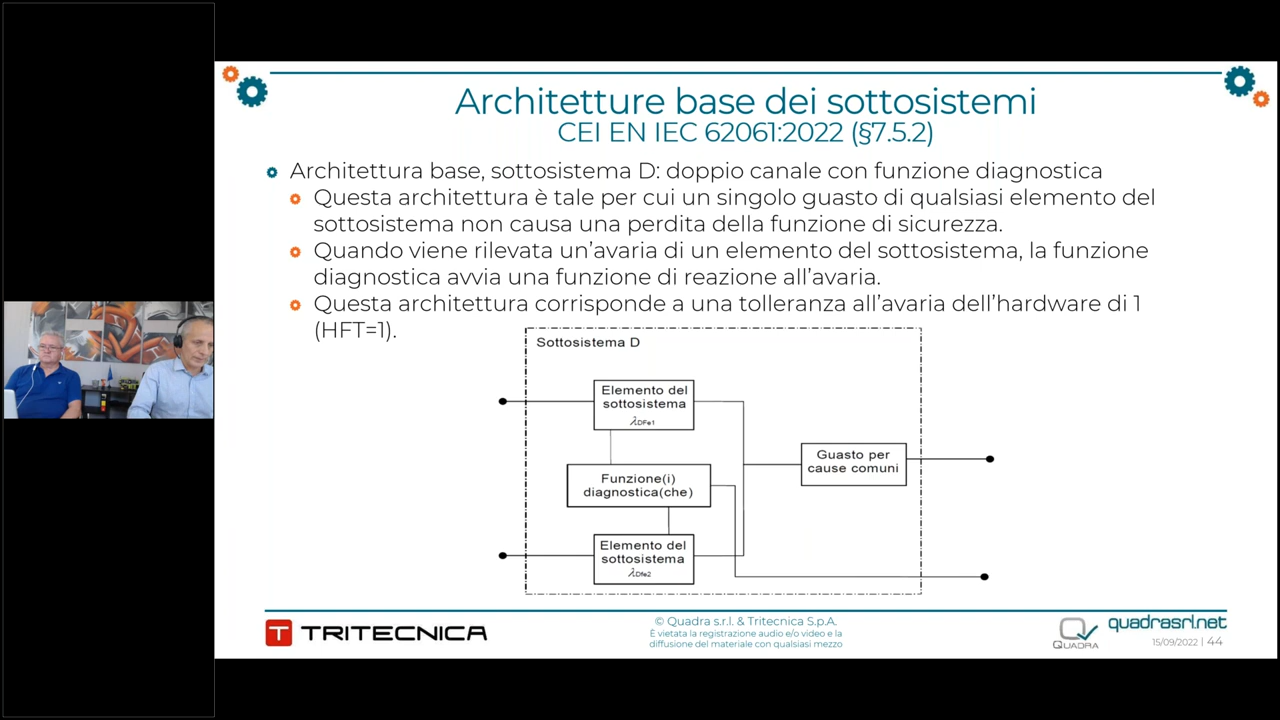 Architetture base dei sottosistemi
CEI EN IEC 62061:2022 (§7.5.2)
Architettura base, sottosistema D: doppio canale con funzione diagnostica
Questa architettura è tale per cui un singolo guasto di qualsiasi elemento del
sottosistema non causa una perdita della funzione di sicurezza.
Quando viene rilevata un’avaria di un elemento del sottosistema, la funzione
diagnostica avvia una funzione di reazione all’avaria.
Questa architettura corrisponde a una tolleranza all’avaria dell’hardware di 1
(HFT=1).
Sottosistema D
Elemento del
sottosistema
λDFe1
Guasto per
cause comuni
Funzione(i)
diagnostica(che)
Elemento del
sottosistema
λDfe2
TRITECNICA
© Quadra s.r.l. & Tritecnica S.p.A.
È vietata la registrazione audio e/o video e la
diffusione del materiale con qualsiasi mezzo
QUADRA
quadrasrl.net
15/09/2022 | 44